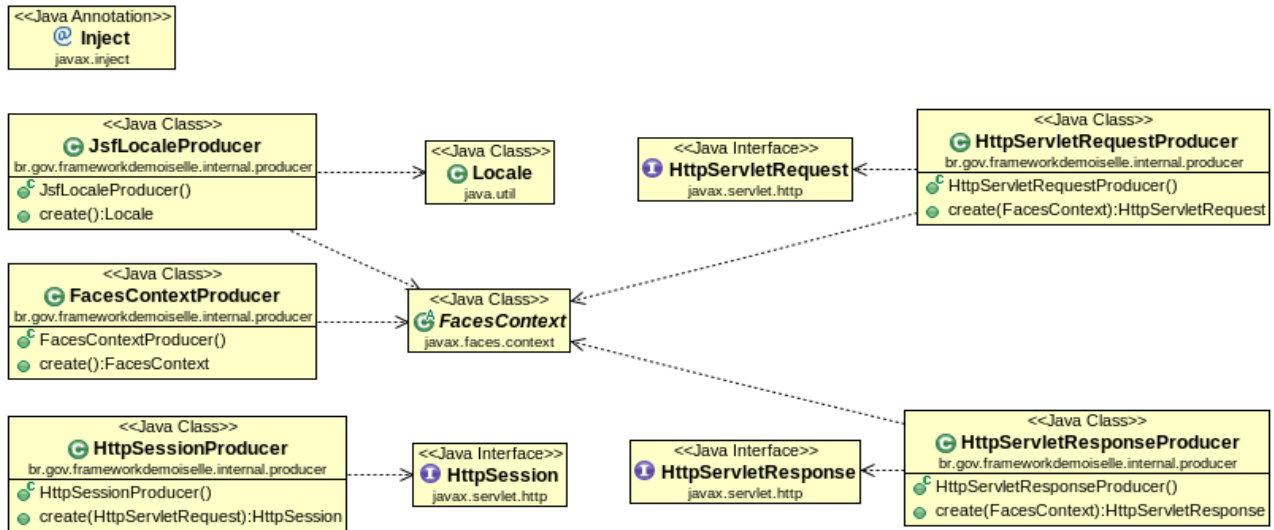 <<Java Annotation>>
@ Inject
javax.inject
<<Java Class>>
C JsfLocaleProducer
br.gov.frameworkdemoiselle.internal.producer
C JsfLocaleProducer()
create():Locale
<<Java Class>>
C Locale
java.util
<<Java Interface>>
I HttpServletRequest
javax.servlet.http
<<Java Class>>
C HttpServletRequestProducer
br.gov.frameworkdemoiselle.internal.producer
C HttpServletRequestProducer()
create(FacesContext):HttpServletRequest
<<Java Class>>
C FacesContextProducer
br.gov.frameworkdemoiselle.internal.producer
C FacesContextProducer()
create():FacesContext
<<Java Class>>
C A FacesContext
javax.faces.context
<<Java Class>>
C HttpSessionProducer
br.gov.frameworkdemoiselle.internal.producer
C HttpSessionProducer()
create(HttpServletRequest):HttpSession
<<Java Interface>>
I HttpSession
javax.servlet.http
<<Java Interface>>
I HttpServletResponse
javax.servlet.http
<<Java Class>>
C HttpServletResponseProducer
br.gov.frameworkdemoiselle.internal.producer
C HttpServletResponseProducer()
create(FacesContext):HttpServletResponse